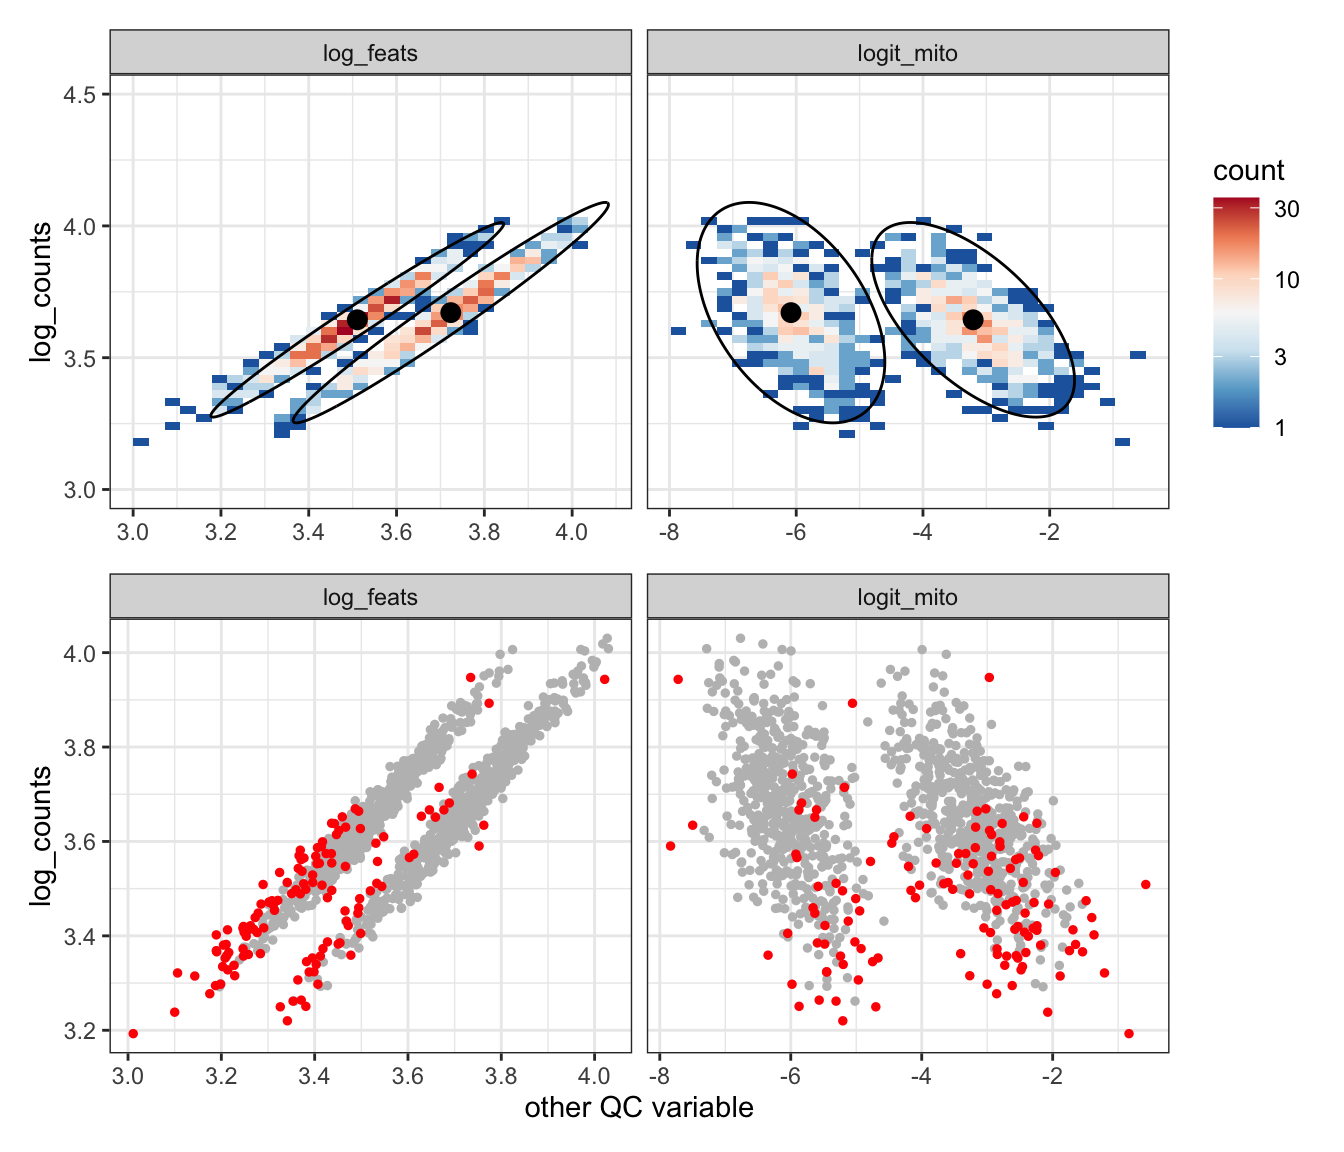 log_feats
logit_mito
4.5
4.0
3.5
3.0
log_counts
3.0 3.2 3.4 3.6 3.8 4.0
-8 -6 -4 -2
count
30
10
3
1
log_feats
logit_mito
4.0
3.8
3.6
3.4
3.2
log_counts
3.0 3.2 3.4 3.6 3.8 4.0
-8 -6 -4 -2
other QC variable